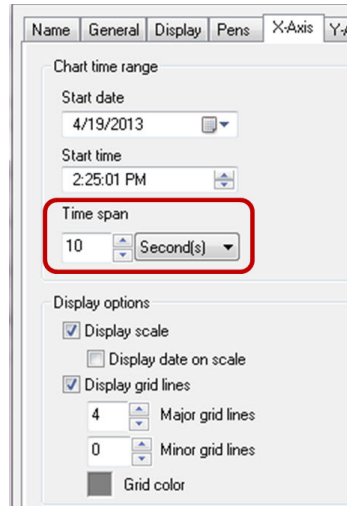 Name General Display Pens X-Axis
Chart time range
Start date
4/19/2013
Start time
2:25:01 PM
Time span
10 Second(s)
Display options
Display scale
Display date on scale
Display grid lines
4 Major grid lines
0 Minor grid lines
Grid color